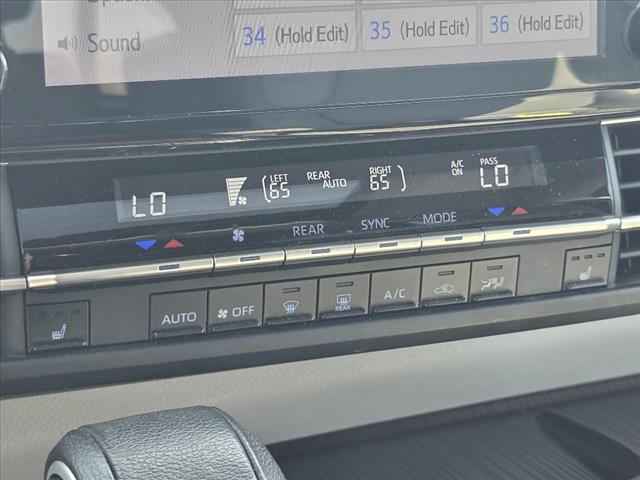 Sound
34 (Hold Edit) 35 (Hold Edit) 36 (Hold Edit)
LO LEFT 65 REAR AUTO RIGHT 65 A/C ON PASS LO
REAR SYNC MODE
AUTO OFF REAR A/C